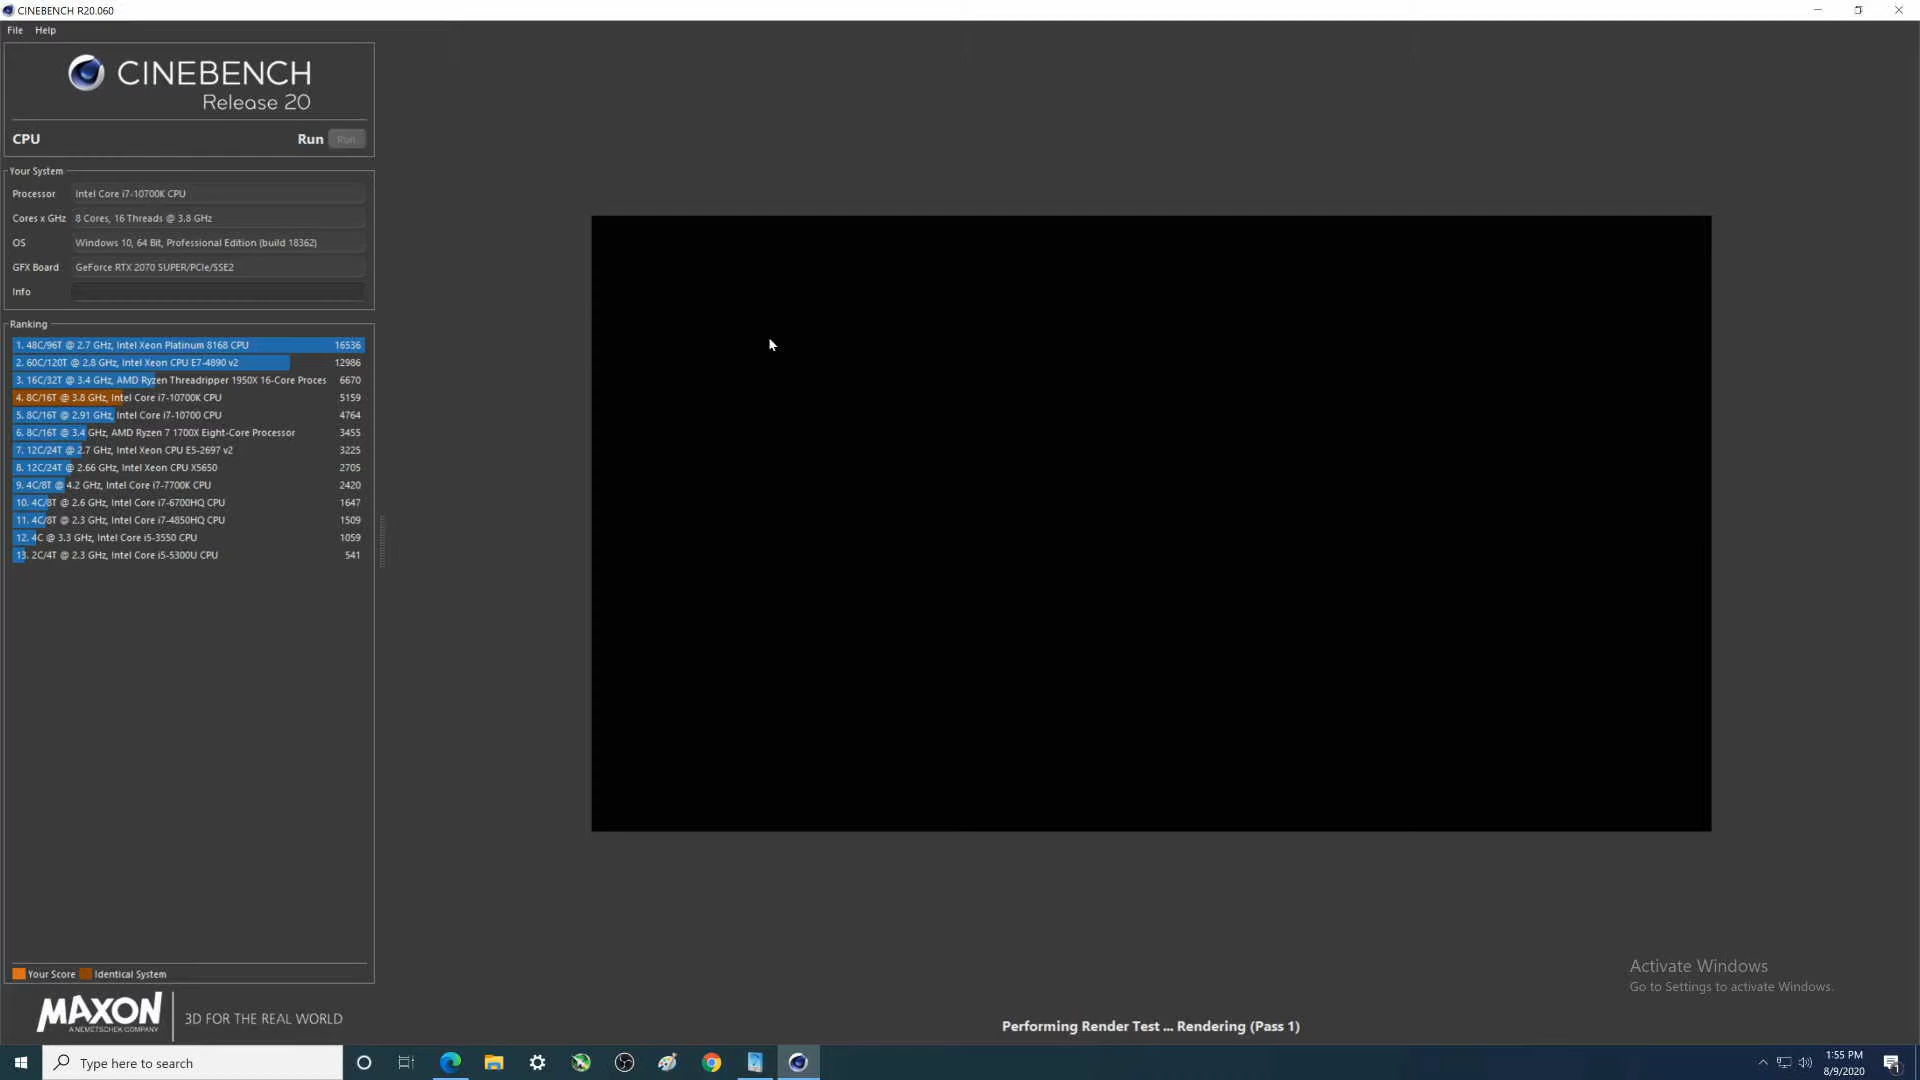 CINEBENCH R20.060
File Help
CINEBENCH
Release 20
CPU Run Run
Your System
Processor Intel Core i7-10700K CPU
Cores x GHz 8 Cores, 16 Threads @ 3.8 GHz
OS Windows 10, 64 Bit, Professional Edition (build 18362)
GFX Board GeForce RTX 2070 SUPER/PCIe/SSE2
Info
Ranking
1. 48C/96T @ 2.7 GHz, Intel Xeon Platinum 8168 CPU 16536
2. 60C/120T @ 2.8 GHz, Intel Xeon CPU E7-4890 v2 12986
3. 16C/32T @ 3.4 GHz, AMD Ryzen Threadripper 1950X 16-Core Proces 6670
4. 8C/16T @ 3.8 GHz, Intel Core i7-10700K CPU 5159
5. 8C/16T @ 2.91 GHz, Intel Core i7-10700 CPU 4764
6. 8C/16T @ 3.4 GHz, AMD Ryzen 7 1700X Eight-Core Processor 3455
7. 12C/24T @ 2.7 GHz, Intel Xeon CPU E5-2697 v2 3225
8. 12C/24T @ 2.66 GHz, Intel Xeon CPU X5650 2705
9. 4C/8T @ 4.2 GHz, Intel Core i7-7700K CPU 2420
10. 4C/8T @ 2.6 GHz, Intel Core i7-6700HQ CPU 1647
11. 4C/8T @ 2.3 GHz, Intel Core i7-4850HQ CPU 1509
12. 4C @ 3.3 GHz, Intel Core i5-3550 CPU 1059
13. 2C/4T @ 2.3 GHz, Intel Core i5-5300U CPU 541
Your Score Identical System
MAXON
A NEMETSCHEK COMPANY
3D FOR THE REAL WORLD
Activate Windows
Go to Settings to activate Windows.
Performing Render Test ... Rendering (Pass 1)
Type here to search
1:55 PM
8/9/2020
1